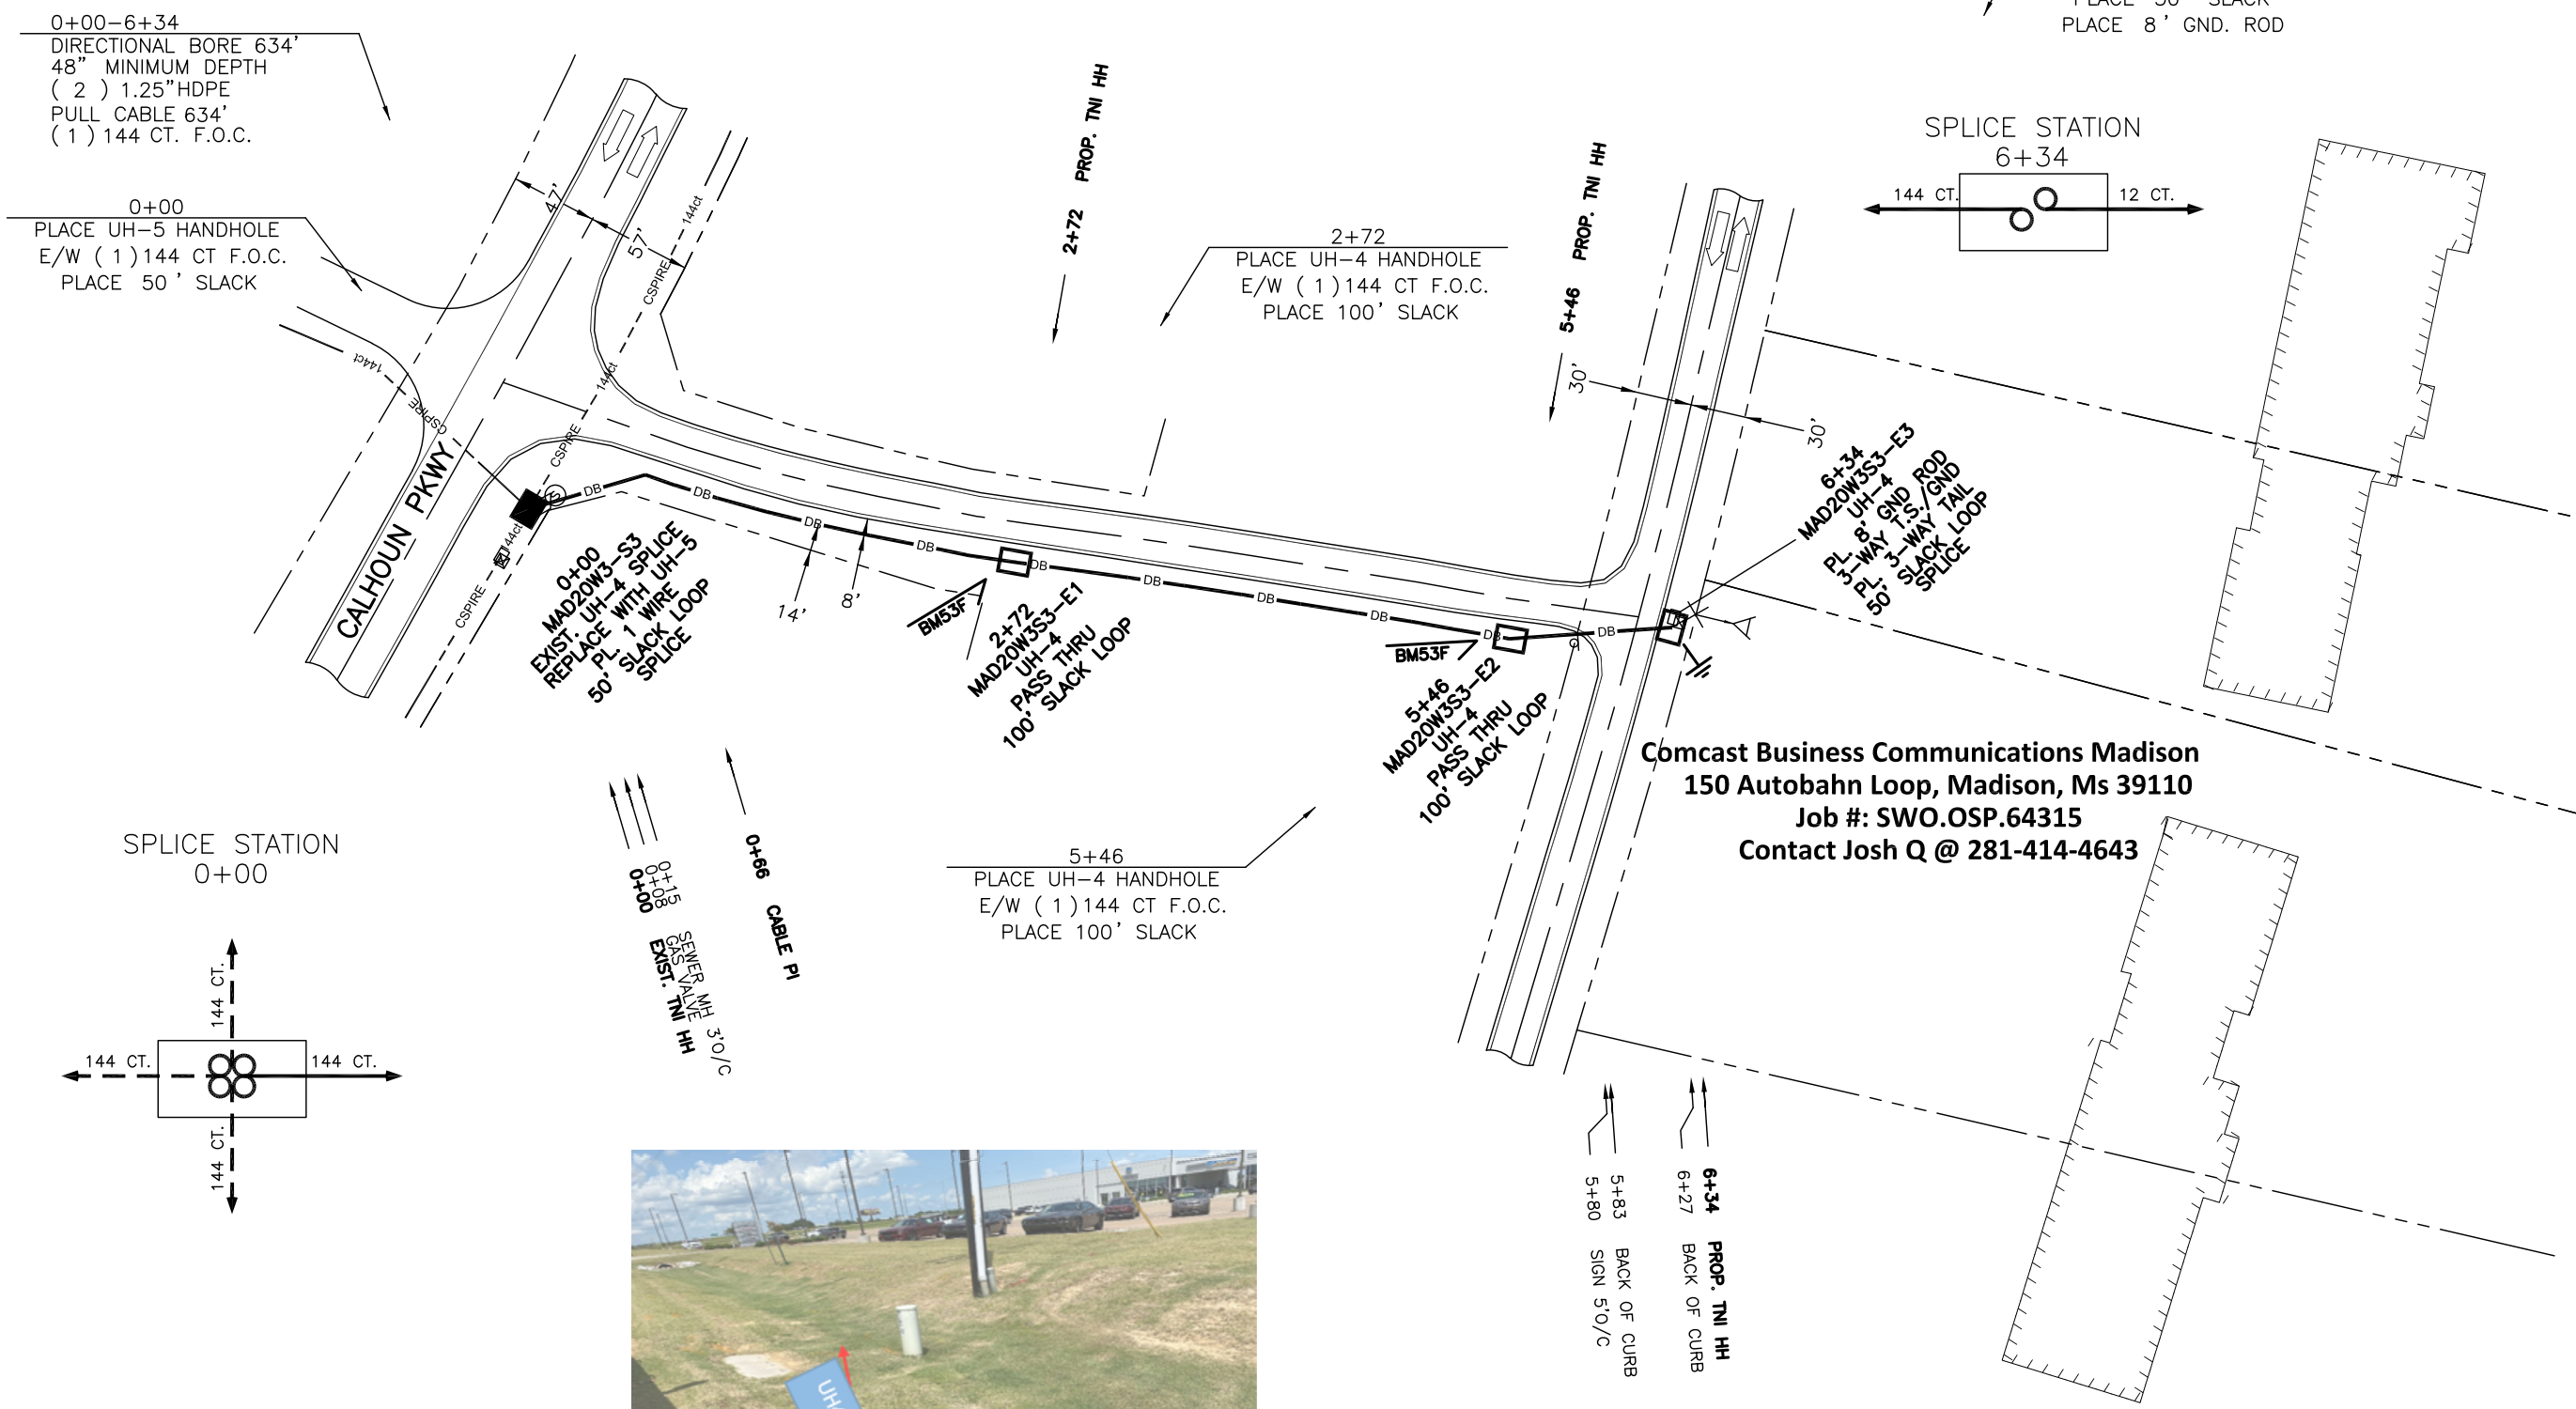 0+00-6+34
DIRECTIONAL BORE 634'
48" MINIMUM DEPTH
( 2 ) 1.25"HDPE
PULL CABLE 634'
( 1 ) 144 CT. F.O.C.
0+00
PLACE UH-5 HANDHOLE
E/W ( 1 ) 144 CT F.O.C.
PLACE 50 ' SLACK
SLACK
PLACE 8 ' GND. ROD
SPLICE STATION
6+34
144 CT.
12 CT.
2+72 PROP. TNI HH
2+72
PLACE UH-4 HANDHOLE
E/W ( 1 ) 144 CT F.O.C.
PLACE 100' SLACK
5+46 PROP. TNI HH
47'
57'
144ct
CSPIRE
144ct
CSPIRE
144ct
CSPIRE
144ct
CSPIRE
CALHOUN PKWY
30'
30'
DB
DB
DB
DB
DB
DB
DB
DB
DB
DB
14'
8'
0+00
MAD20W3-S3
EXIST. UH-4 SPLICE
REPLACE WITH UH-5
PL. 1 WIRE
50' SLACK LOOP
SPLICE
BM53F
2+72
MAD20W3S3-E1
UH-4
PASS THRU
100' SLACK LOOP
BM53F
5+46
MAD20W3S3-E2
UH-4
PASS THRU
100' SLACK LOOP
6+34
MAD20W3S3-E3
UH-4
PL. 8' GND ROD
3-WAY T.S./GND
PL. 3-WAY TAIL
50' SLACK LOOP
SPLICE
Comcast Business Communications Madison
150 Autobahn Loop, Madison, Ms 39110
Job #: SWO.OSP.64315
Contact Josh Q @ 281-414-4643
5+46
PLACE UH-4 HANDHOLE
E/W ( 1 ) 144 CT F.O.C.
PLACE 100' SLACK
0+66 CABLE PI
0+15 SEWER MH 3'O/C
0+08 GAS VALVE
0+00 EXIST. TNI HH
SPLICE STATION
0+00
144 CT.
144 CT.
144 CT.
144 CT.
6+34 PROP. TNI HH
6+27 BACK OF CURB
5+83 BACK OF CURB
5+80 SIGN 5'O/C